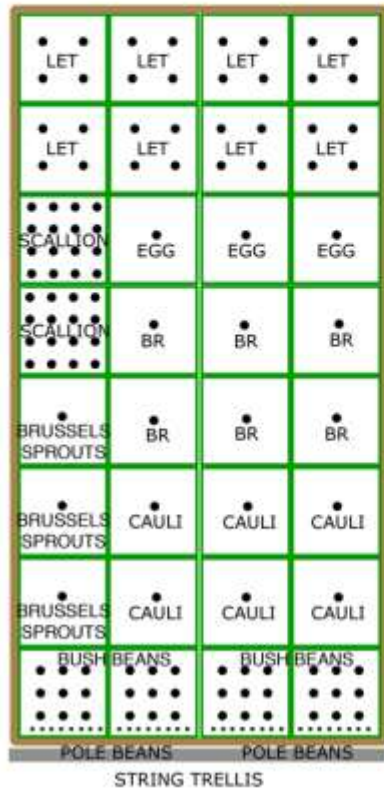 LET LET LET LET
LET LET LET LET
SCALLION EGG EGG EGG
SCALLION BR BR BR
BRUSSELS SPROUTS BR BR BR
BRUSSELS SPROUTS CAULI CAULI CAULI
BRUSSELS SPROUTS CAULI CAULI CAULI
BUSH BEANS BUSH BEANS
POLE BEANS POLE BEANS
STRING TRELLIS